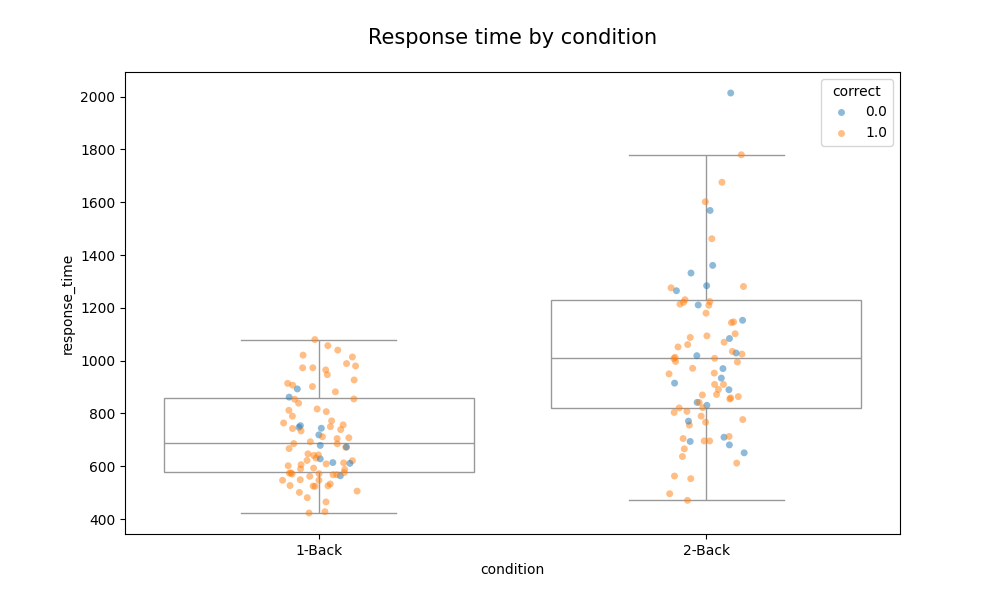 Response time by condition
correct
0.0
1.0
2000
1800
1600
1400
1200
1000
800
600
400
response_time
1-Back
2-Back
condition